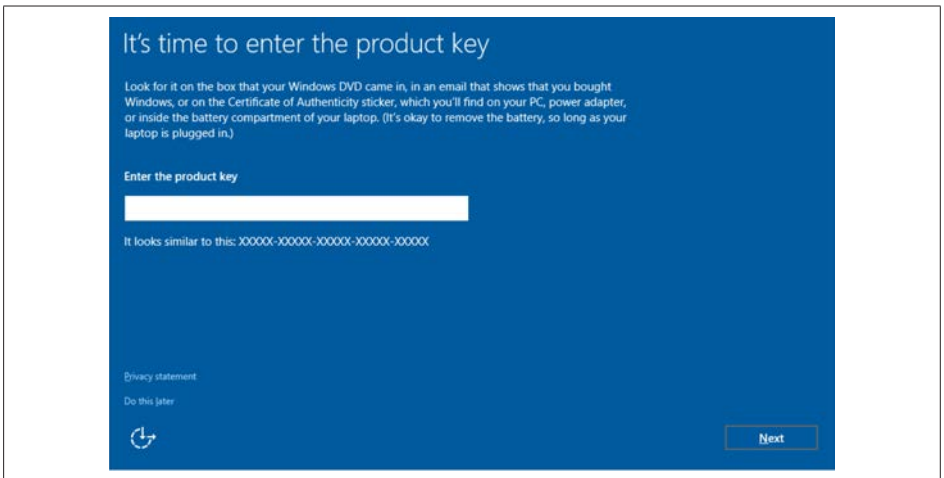 It's time to enter the product key
Look for it on the box that your Windows DVD came in, in an email that shows that you bought
Windows, or on the Certificate of Authenticity sticker, which you'll find on your PC, power adapter,
or inside the battery compartment of your laptop. (It's okay to remove the battery, so long as your
laptop is plugged in.)
Enter the product key
It looks similar to this: XXXXX-XXXXX-XXXXX-XXXXX-XXXXX
Privacy statement
Do this later
Next